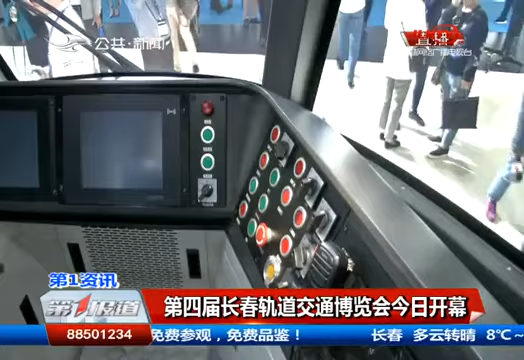 公共·新闻
直播
第1资讯
第1报道
第四届长春轨道交通博览会今日开幕
88501234
免费参观，免费品鉴！
长春 多云转晴 8℃~